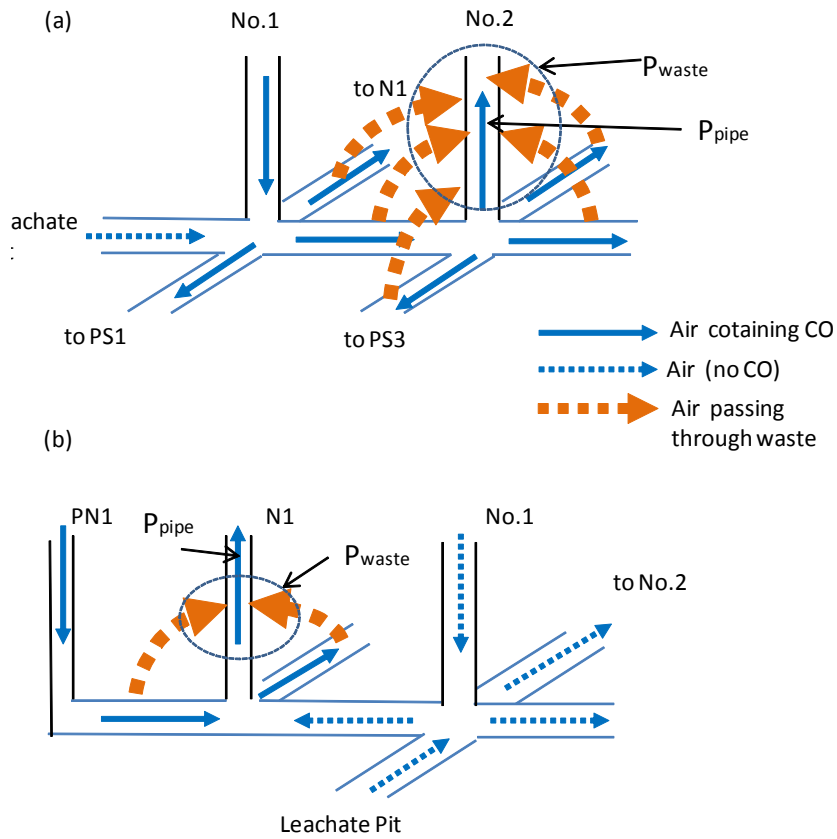 (a)
No.1
No.2
Pwaste
to N1
Ppipe
achate
to PS1
to PS3
Air cotaining CO
Air (no CO)
Air passing
through waste
(b)
PN1
N1
No.1
Ppipe
Pwaste
to No.2
Leachate Pit